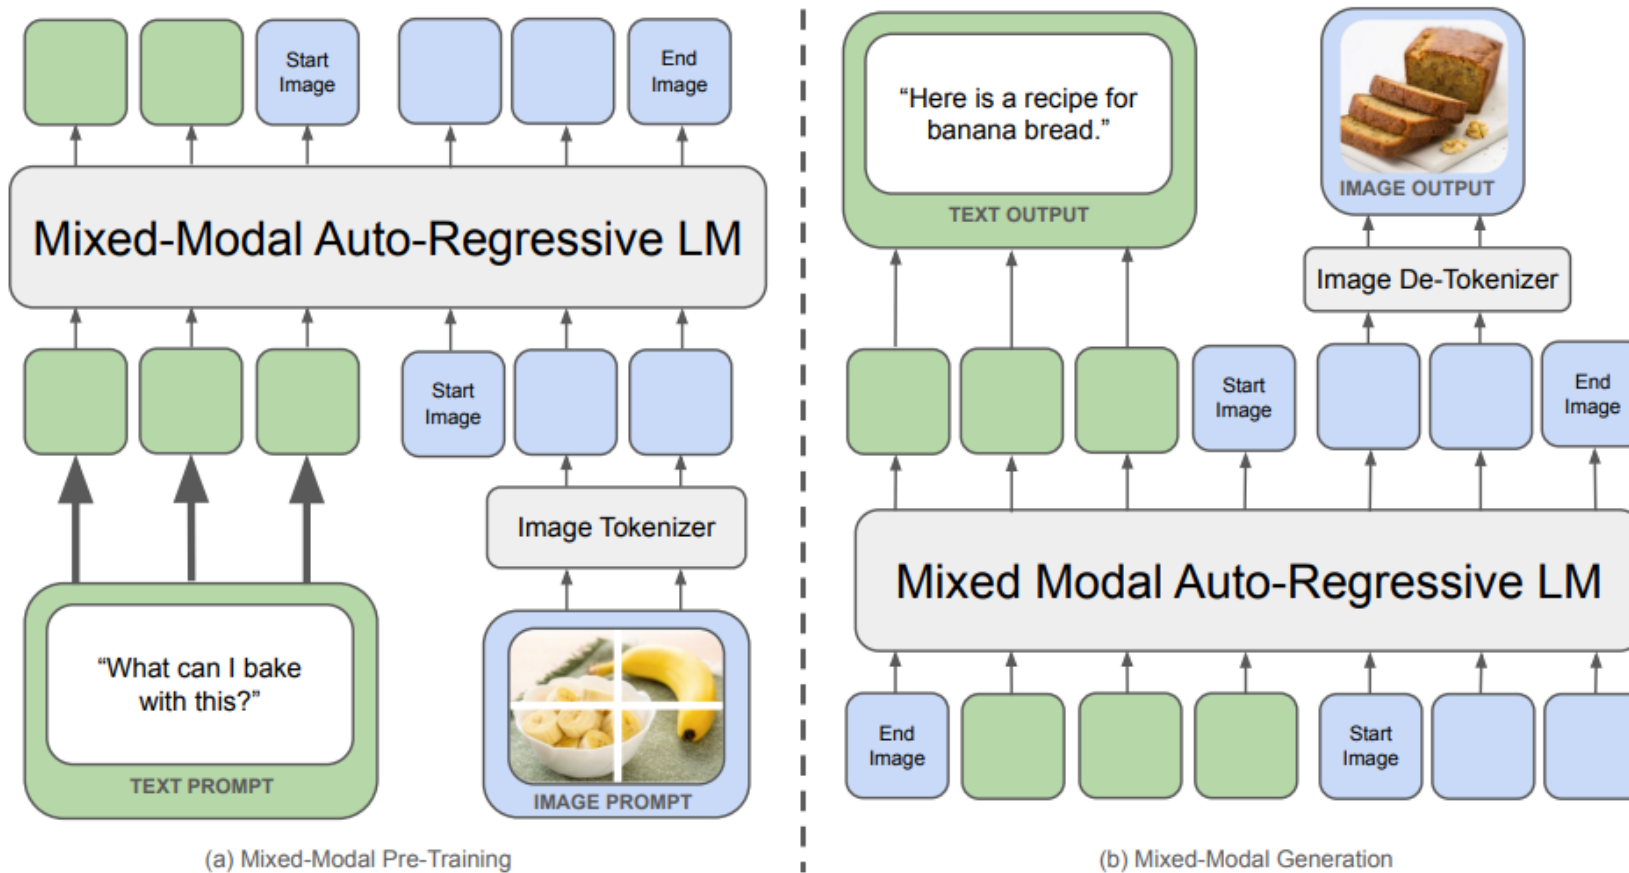 Start
Image
End
Image
Mixed-Modal Auto-Regressive LM
Start
Image
Image Tokenizer
“What can I bake
with this?”
TEXT PROMPT
IMAGE PROMPT
(a) Mixed-Modal Pre-Training
“Here is a recipe for
banana bread.”
TEXT OUTPUT
IMAGE OUTPUT
Image De-Tokenizer
Start
Image
End
Image
Mixed Modal Auto-Regressive LM
End
Image
Start
Image
(b) Mixed-Modal Generation